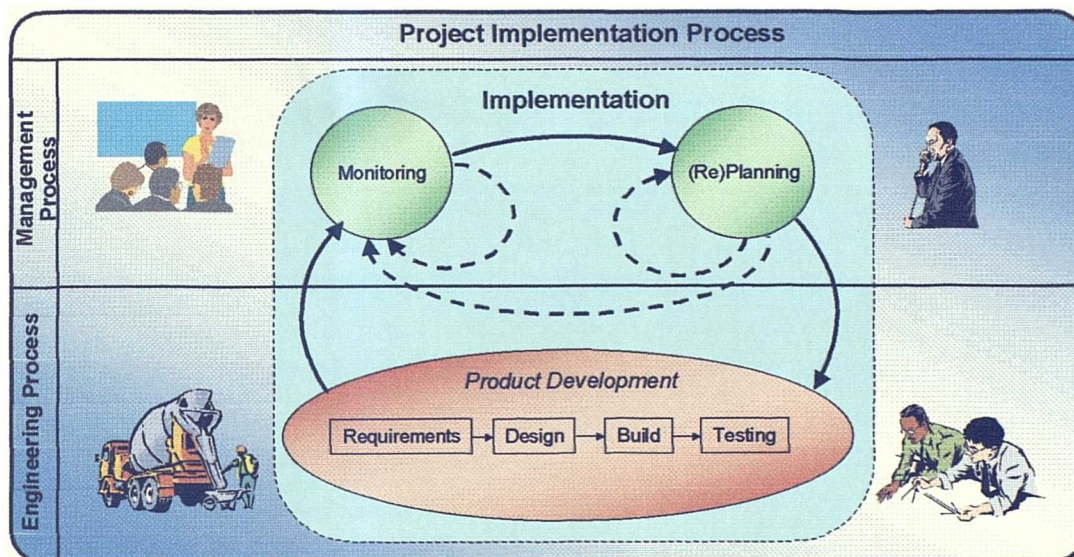 Project Implementation Process
Management
Process
Implementation
Monitoring
(Re)Planning
Engineering Process
Product Development
Requirements
Design
Build
Testing